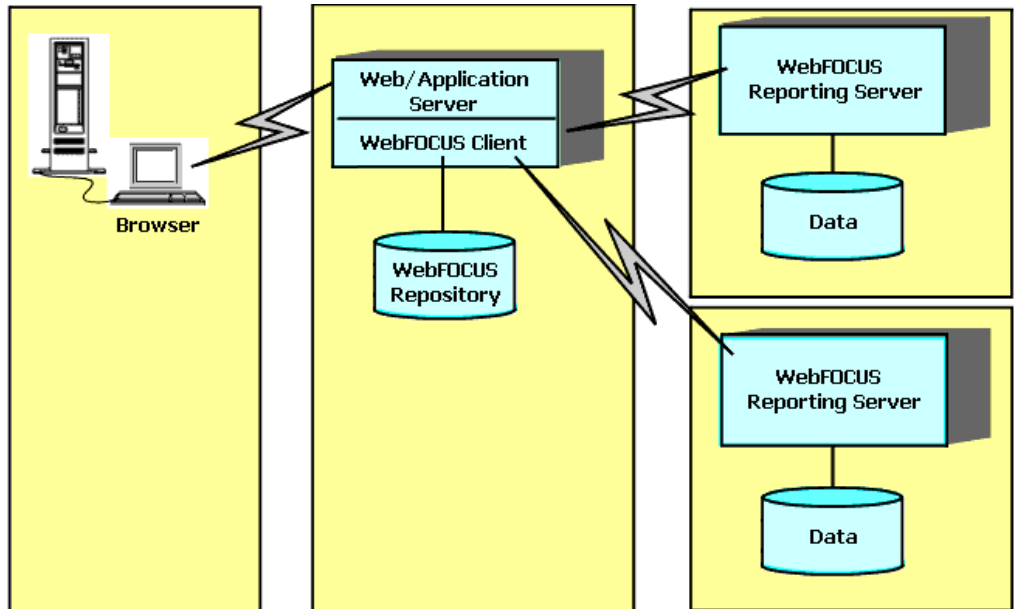 Browser
Web/Application
Server
WebFOCUS Client
WebFOCUS
Repository
WebFOCUS
Reporting Server
Data
WebFOCUS
Reporting Server
Data